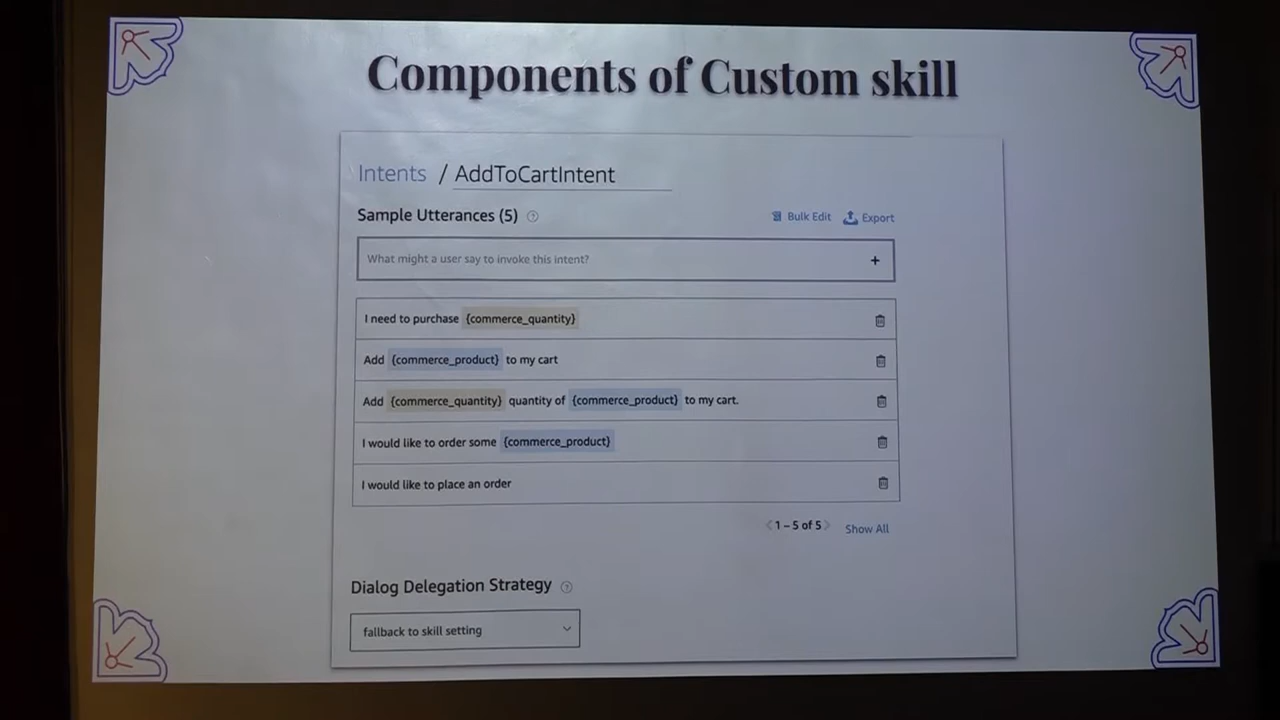 Components of Custom skill
Intents / AddToCartIntent
Sample Utterances (5)
Bulk Edit Export
What might a user say to invoke this intent? +
I need to purchase {commerce_quantity}
Add {commerce_product} to my cart
Add {commerce_quantity} quantity of {commerce_product} to my cart.
I would like to order some {commerce_product}
I would like to place an order
1 – 5 of 5 Show All
Dialog Delegation Strategy
fallback to skill setting